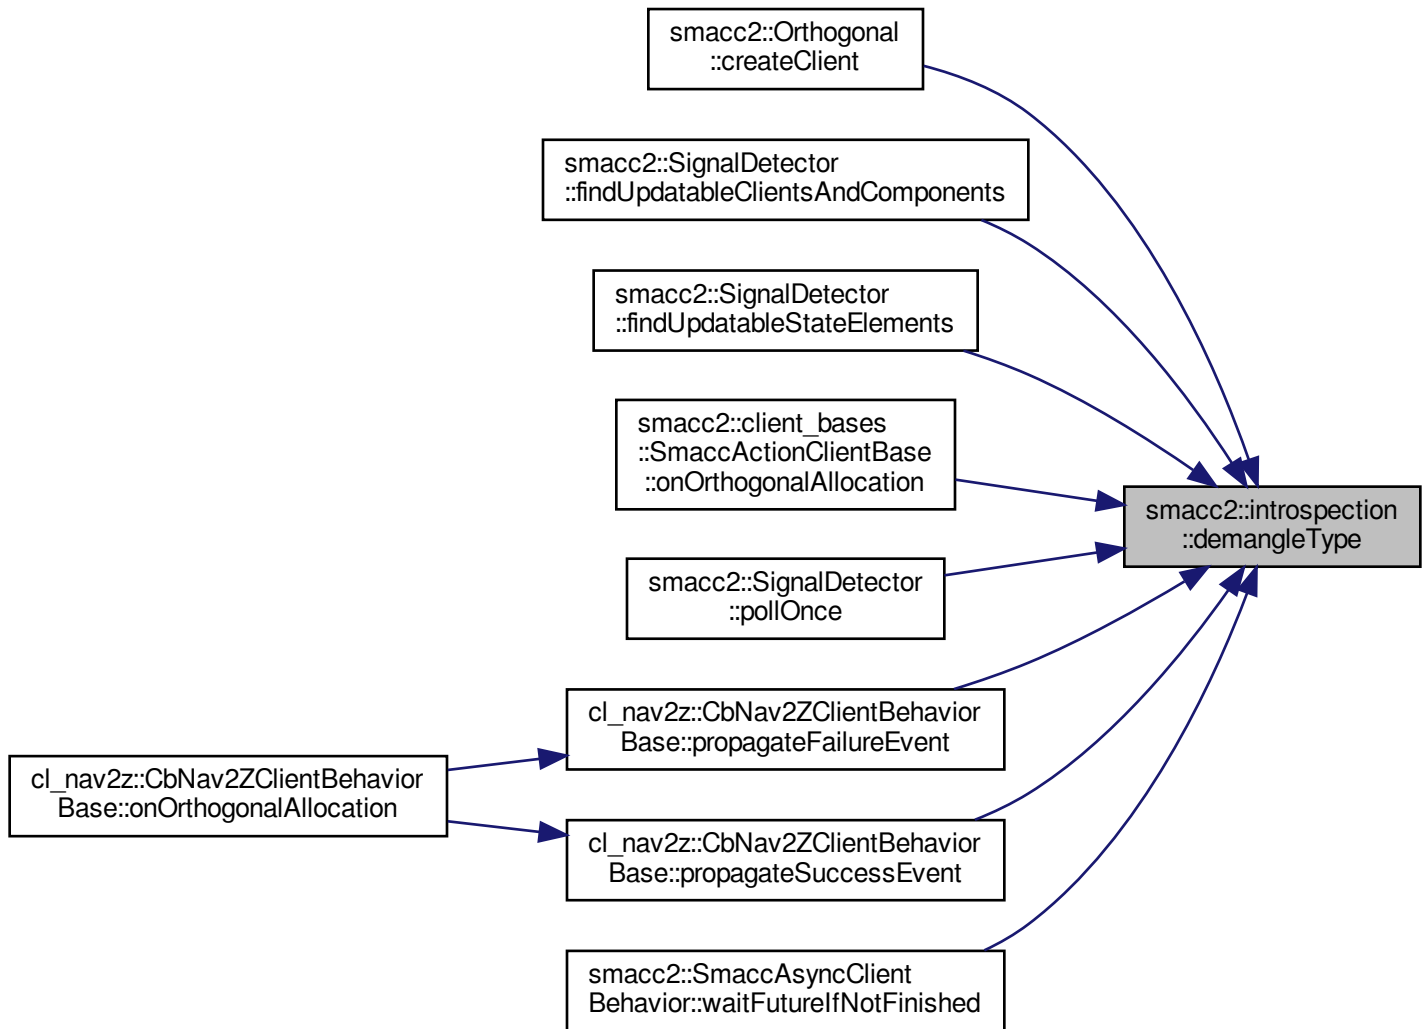 smacc2::Orthogonal
::createClient
smacc2::SignalDetector
::findUpdatableClientsAndComponents
smacc2::SignalDetector
::findUpdatableStateElements
smacc2::client_bases
::SmaccActionClientBase
::onOrthogonalAllocation
smacc2::introspection
::demangleType
smacc2::SignalDetector
::pollOnce
cl_nav2z::CbNav2ZClientBehavior
Base::propagateFailureEvent
cl_nav2z::CbNav2ZClientBehavior
Base::onOrthogonalAllocation
cl_nav2z::CbNav2ZClientBehavior
Base::propagateSuccessEvent
smacc2::SmaccAsyncClient
Behavior::waitFutureIfNotFinished